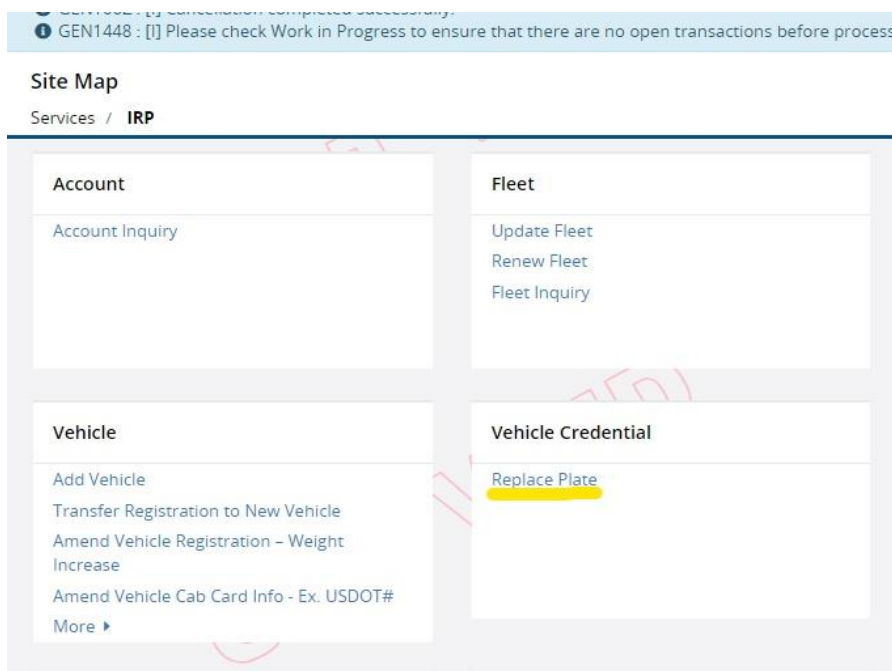 GEN1448 : [I] Please check Work in Progress to ensure that there are no open transactions before process
Site Map
Services / IRP
Account
Account Inquiry
Fleet
Update Fleet
Renew Fleet
Fleet Inquiry
Vehicle
Add Vehicle
Transfer Registration to New Vehicle
Amend Vehicle Registration – Weight
Increase
Amend Vehicle Cab Card Info - Ex. USDOT#
More
Vehicle Credential
Replace Plate